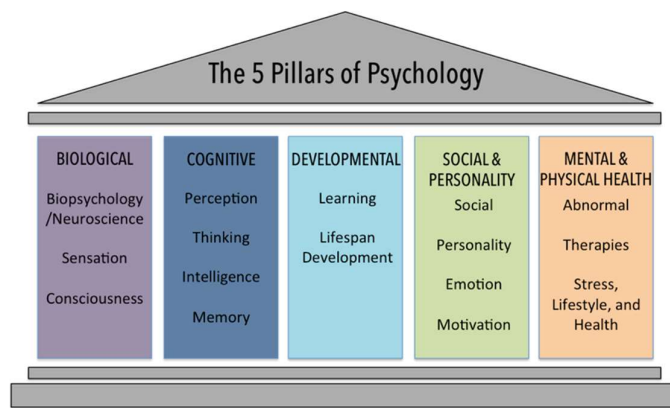 The 5 Pillars of Psychology
BIOLOGICAL
Biopsychology
/Neuroscience
Sensation
Consciousness
COGNITIVE
Perception
Thinking
Intelligence
Memory
DEVELOPMENTAL
Learning
Lifespan
Development
SOCIAL &
PERSONALITY
Social
Personality
Emotion
Motivation
MENTAL &
PHYSICAL HEALTH
Abnormal
Therapies
Stress,
Lifestyle, and
Health